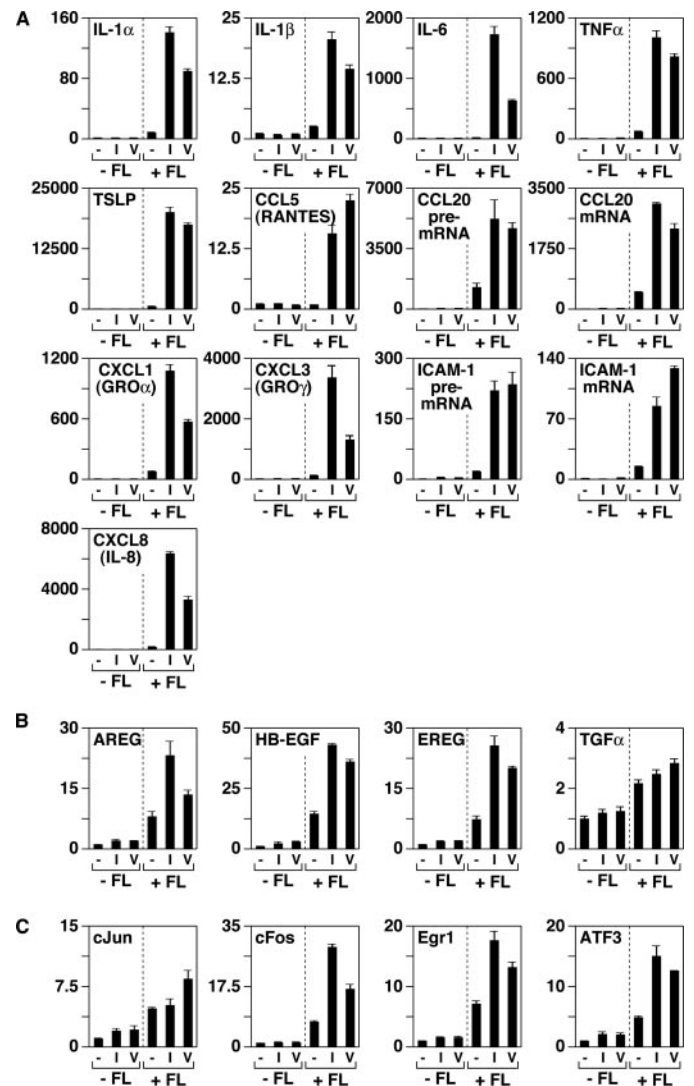 A
IL-1α IL-1β IL-6 TNFα
160 25 2000 1200
80 12.5 1000 600
0 0 0 0
- I V - I V - I V - I V - I V - I V - I V - I V
- FL + FL - FL + FL - FL + FL - FL + FL
25000 25 7000 3500
TSLP CCL5 CCL20 CCL20
(RANTES) pre- mRNA
mRNA
12500 12.5 3500 1750
0 0 0 0
- I V - I V - I V - I V - I V - I V - I V - I V
- FL + FL - FL + FL - FL + FL - FL + FL
1200 4000 300 140
CXCL1 CXCL3 ICAM-1 ICAM-1
(GROα) (GROγ) pre- mRNA
mRNA
600 2000 150 70
0 0 0 0
- I V - I V - I V - I V - I V - I V - I V - I V
- FL + FL - FL + FL - FL + FL - FL + FL
8000
CXCL8
(IL-8)
4000
0
- I V - I V
- FL + FL
B
30 50 30 4
AREG HB-EGF EREG TGFα
15 25 15 2
0 0 0 0
- I V - I V - I V - I V - I V - I V - I V - I V
- FL + FL - FL + FL - FL + FL - FL + FL
C
15 35 20 20
cJun cFos Egr1 ATF3
7.5 17.5 10 10
0 0 0 0
- I V - I V - I V - I V - I V - I V - I V - I V
- FL + FL - FL + FL - FL + FL - FL + FL